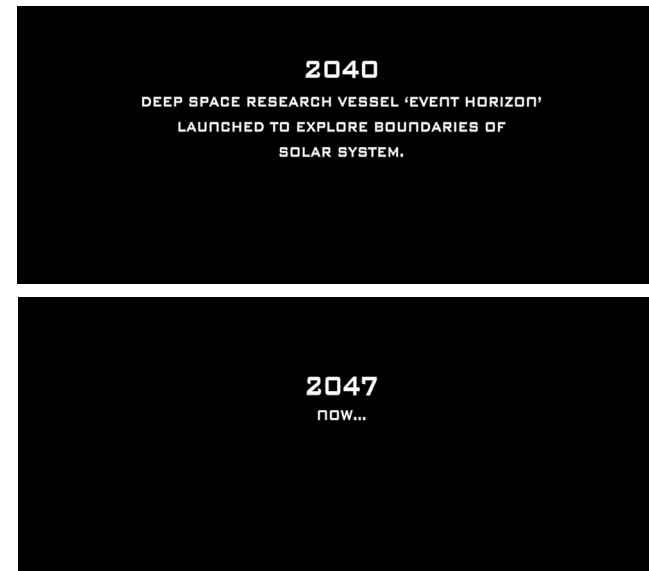 2040
DEEP SPACE RESEARCH VESSEL ‘EVENT HORIZON’
LAUNCHED TO EXPLORE BOUNDARIES OF
SOLAR SYSTEM.
2047
NOW...